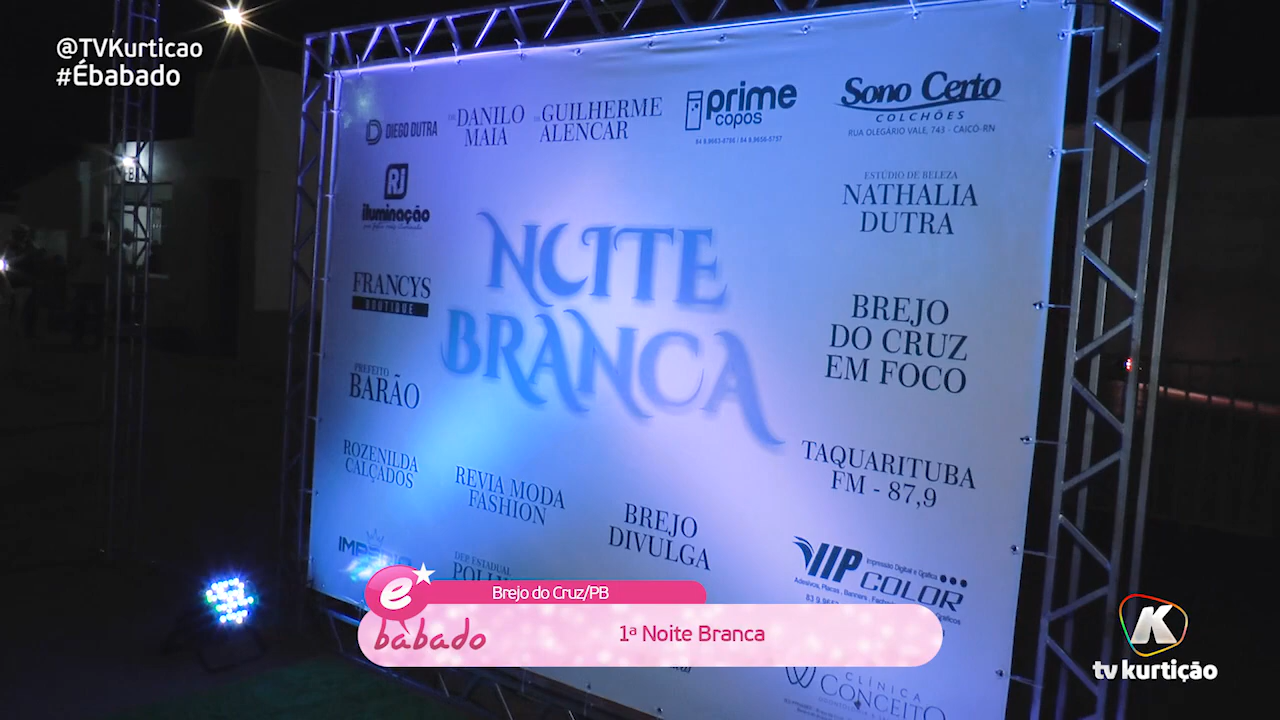 @TVKurticao
#Ébabado
DIEGO DUTRA
DANILO
MAIA
GUILHERME
ALENCAR
prime
copos
Sono Certo
COLCHÕES
RUA OLEGÁRIO VALE, 743 - CAICÓ-RN
RJ
iluminação
ESTÚDIO DE BELEZA
NATHALIA
DUTRA
NOITE
BRANCA
FRANCYS
BOUTIQUE
BREJO
DO CRUZ
EM FOCO
PREFEITO
BARÃO
ROZENILDA
CALÇADOS
REVIA MODA
FASHION
BREJO
DIVULGA
TAQUARITUBA
FM - 87,9
DEP. ESTADUAL
VIP
COLOR
Impressão Digital e Gráfica
Adesivos, Placas, Banners
e babado
Brejo do Cruz/PB
1ª Noite Branca
K
tv kurtição
CLÍNICA
CONCEITO